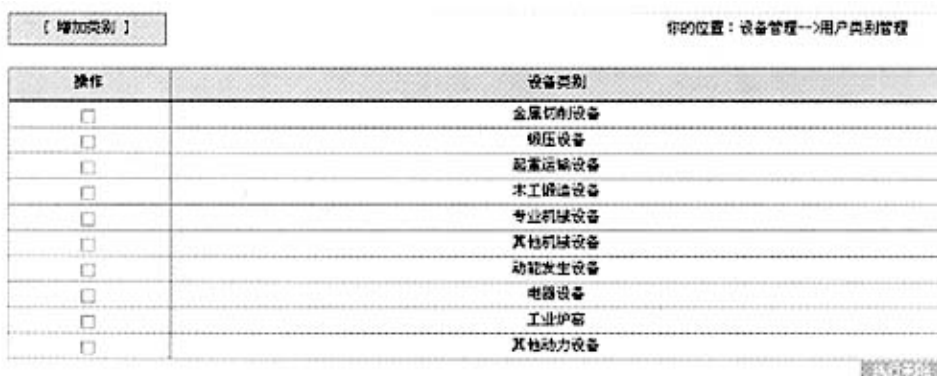 [ 增加类别 ]
你的位置：设备管理-->用户类别管理
操作 设备类别
金属切削设备
锻压设备
起重运输设备
木工锻造设备
专业机械设备
其他机械设备
动能发生设备
电器设备
工业炉窑
其他动力设备